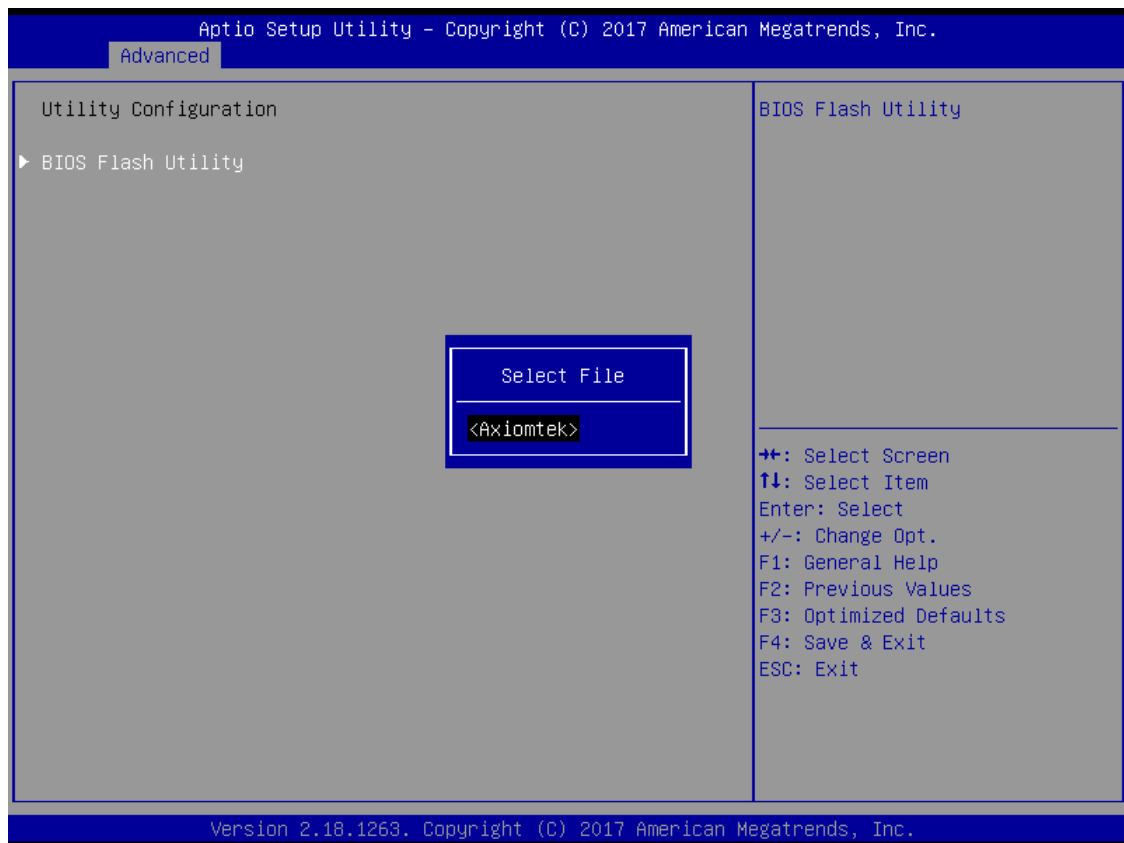 Aptio Setup Utility – Copyright (C) 2017 American Megatrends, Inc.
Advanced
Utility Configuration
▶ BIOS Flash Utility
Select File
<Axiomtek>
BIOS Flash Utility
→←: Select Screen
↑↓: Select Item
Enter: Select
+/-: Change Opt.
F1: General Help
F2: Previous Values
F3: Optimized Defaults
F4: Save & Exit
ESC: Exit
Version 2.18.1263. Copyright (C) 2017 American Megatrends, Inc.